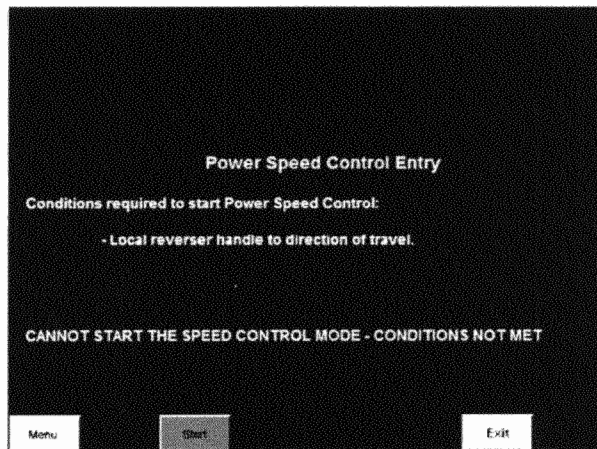 Power Speed Control Entry
Conditions required to start Power Speed Control:
- Local reverser handle to direction of travel.
CANNOT START THE SPEED CONTROL MODE - CONDITIONS NOT MET
Menu
Start
Exit